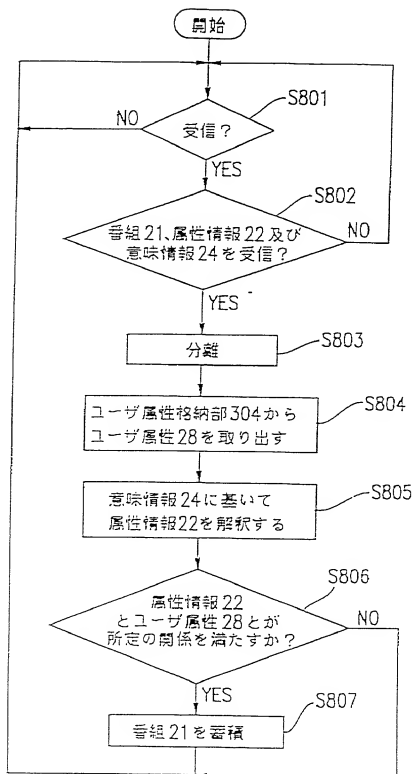 開始
S801
NO
受信？
YES
S802
番組21、属性情報22及び
意味情報24を受信？
NO
YES
S803
分離
S804
ユーザ属性格納部304から
ユーザ属性28を取り出す
S805
意味情報24に基いて
属性情報22を解釈する
S806
属性情報22
とユーザ属性28とが
所定の関係を満たすか？
NO
YES
S807
番組21を蓄積